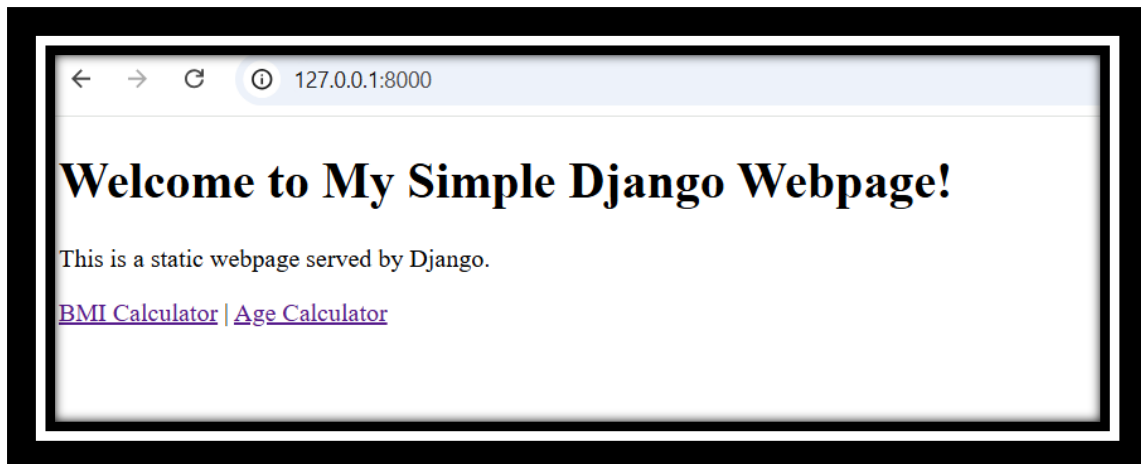 127.0.0.1:8000
Welcome to My Simple Django Webpage!
This is a static webpage served by Django.
BMI Calculator | Age Calculator